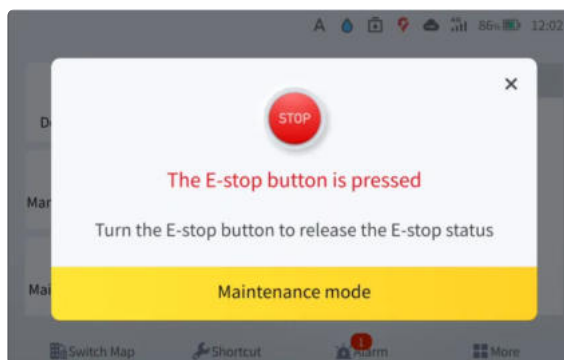 A 4G 86% 12:02
STOP
The E-stop button is pressed
Turn the E-stop button to release the E-stop status
Maintenance mode
Switch Map Shortcut 1 Alarm More